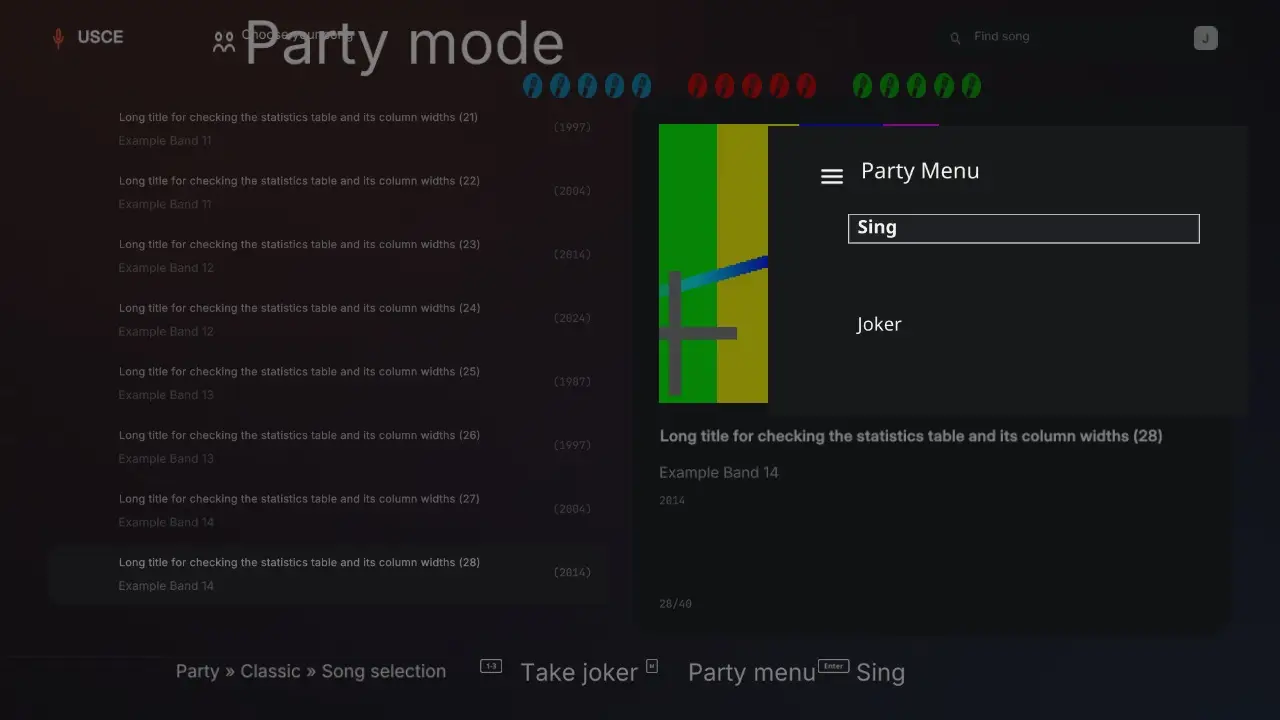 USCE
Choose your song
Party mode
Find song
J
Long title for checking the statistics table and its column widths (21)
Example Band 11
(1997)
Long title for checking the statistics table and its column widths (22)
Example Band 11
(2004)
Long title for checking the statistics table and its column widths (23)
Example Band 12
(2014)
Long title for checking the statistics table and its column widths (24)
Example Band 12
(2024)
Long title for checking the statistics table and its column widths (25)
Example Band 13
(1987)
Long title for checking the statistics table and its column widths (26)
Example Band 13
(1997)
Long title for checking the statistics table and its column widths (27)
Example Band 14
(2004)
Long title for checking the statistics table and its column widths (28)
Example Band 14
(2014)
Party Menu
Sing
Joker
Long title for checking the statistics table and its column widths (28)
Example Band 14
2014
28/40
Party » Classic » Song selection
1-3 Take joker M Party menu Enter Sing